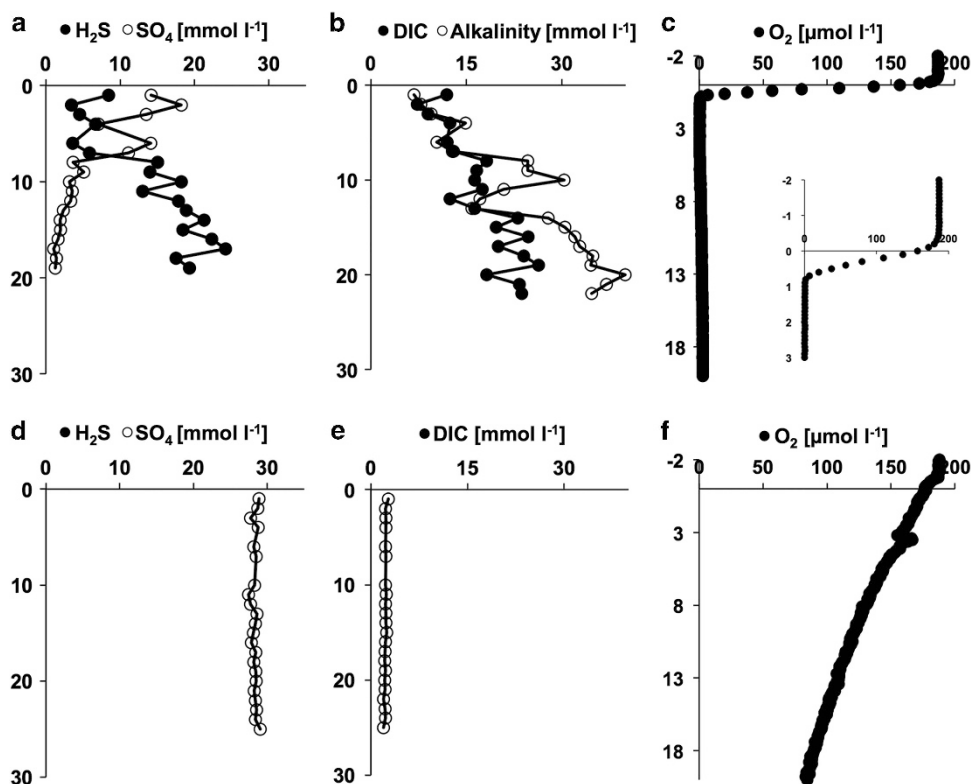 a ● H₂S ○ SO₄ [mmol l⁻¹]
0 15 30
0
10
20
30
b ● DIC ○ Alkalinity [mmol l⁻¹]
0 15 30
0
10
20
30
c ● O₂ [µmol l⁻¹]
0 50 100 150 200
-2
3
8
13
18
0 100 200
-2
-1
0
1
2
3
d ● H₂S ○ SO₄ [mmol l⁻¹]
0 10 20 30
0
10
20
30
e ● DIC [mmol l⁻¹]
0 15 30
0
10
20
30
f ● O₂ [µmol l⁻¹]
0 50 100 150 200
-2
3
8
13
18